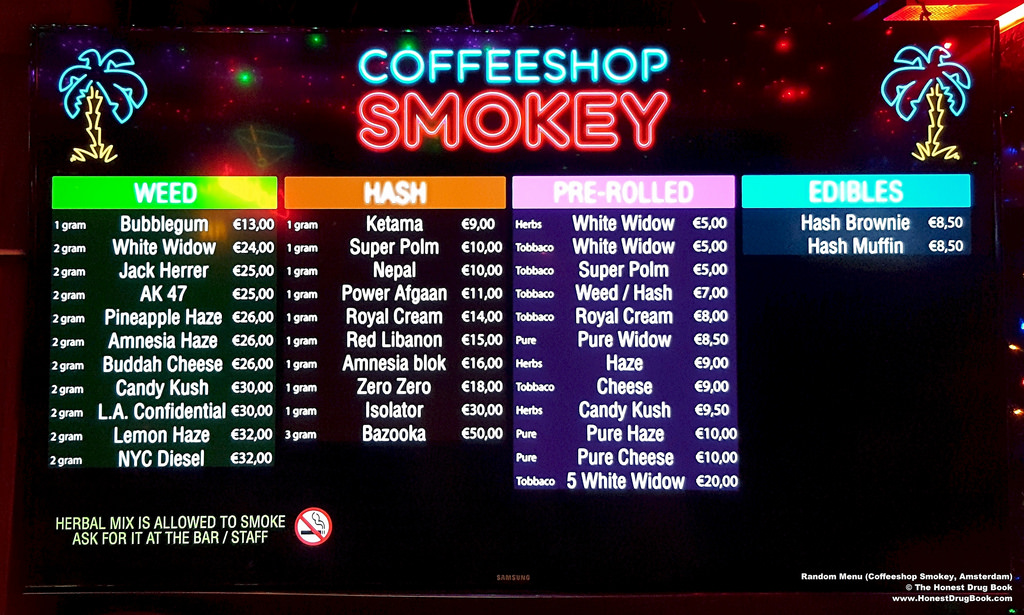 COFFEESHOP
SMOKEY
WEED
1 gram Bubblegum €13,00
2 gram White Widow €24,00
2 gram Jack Herrer €25,00
2 gram AK 47 €25,00
2 gram Pineapple Haze €26,00
2 gram Amnesia Haze €26,00
2 gram Buddah Cheese €26,00
2 gram Candy Kush €30,00
2 gram L.A. Confidential €30,00
2 gram Lemon Haze €32,00
2 gram NYC Diesel €32,00
HASH
1 gram Ketama €9,00
1 gram Super Polm €10,00
1 gram Nepal €10,00
1 gram Power Afgaan €11,00
1 gram Royal Cream €14,00
1 gram Red Libanon €15,00
1 gram Amnesia blok €16,00
1 gram Zero Zero €18,00
1 gram Isolator €30,00
3 gram Bazooka €50,00
PRE-ROLLED
Herbs White Widow €5,00
Tobbaco White Widow €5,00
Tobbaco Super Polm €5,00
Tobbaco Weed / Hash €7,00
Tobbaco Royal Cream €8,00
Pure Pure Widow €8,50
Herbs Haze €9,00
Tobbaco Cheese €9,00
Herbs Candy Kush €9,50
Pure Pure Haze €10,00
Pure Pure Cheese €10,00
Tobbaco 5 White Widow €20,00
EDIBLES
Hash Brownie €8,50
Hash Muffin €8,50
HERBAL MIX IS ALLOWED TO SMOKE
ASK FOR IT AT THE BAR / STAFF
SAMSUNG
Random Menu (Coffeeshop Smokey, Amsterdam)
© The Honest Drug Book
www.HonestDrugBook.com